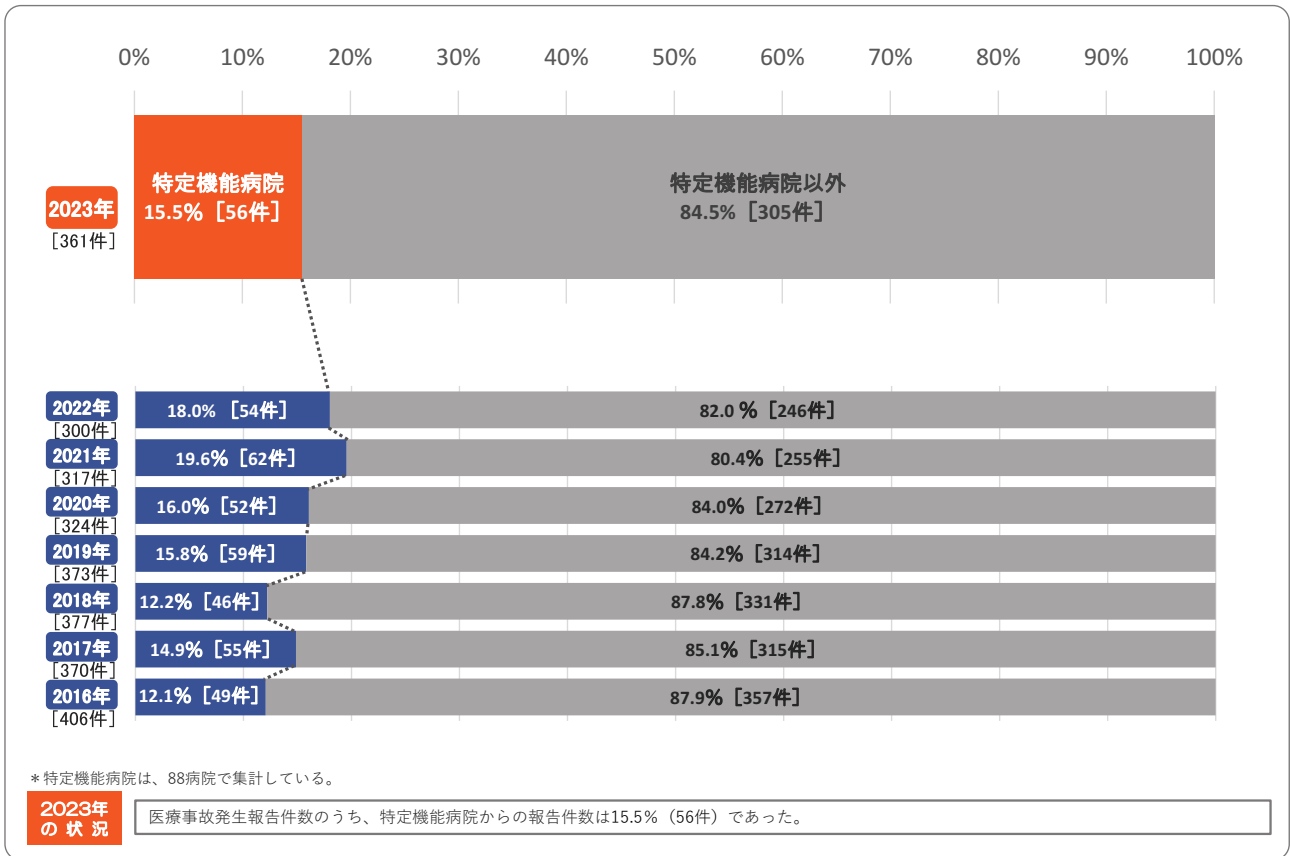 0% 10% 20% 30% 40% 50% 60% 70% 80% 90% 100%
特定機能病院
15.5% [56件]
特定機能病院以外
84.5% [305件]
2023年
[361件]
2022年
[300件]
18.0% [54件]
82.0 % [246件]
2021年
[317件]
19.6% [62件]
80.4% [255件]
2020年
[324件]
16.0% [52件]
84.0% [272件]
2019年
[373件]
15.8% [59件]
84.2% [314件]
2018年
[377件]
12.2% [46件]
87.8% [331件]
2017年
[370件]
14.9% [55件]
85.1% [315件]
2016年
[406件]
12.1% [49件]
87.9% [357件]
＊特定機能病院は、88病院で集計している。
2023年
の 状 況
医療事故発生報告件数のうち、特定機能病院からの報告件数は15.5％（56件）であった。